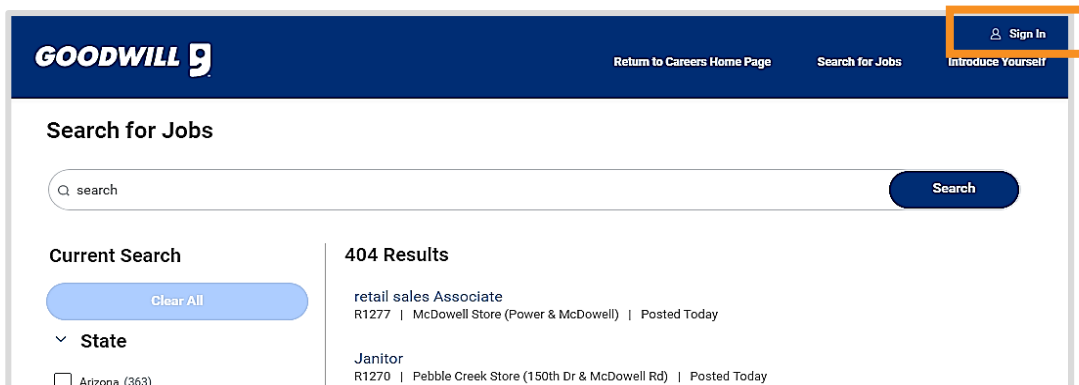 Sign In
GOODWILL g
Return to Careers Home Page Search for Jobs Introduce Yourself
Search for Jobs
search Search
Current Search
Clear All
State
Arizona (363)
404 Results
retail sales Associate
R1277 | McDowell Store (Power & McDowell) | Posted Today
Janitor
R1270 | Pebble Creek Store (150th Dr & McDowell Rd) | Posted Today